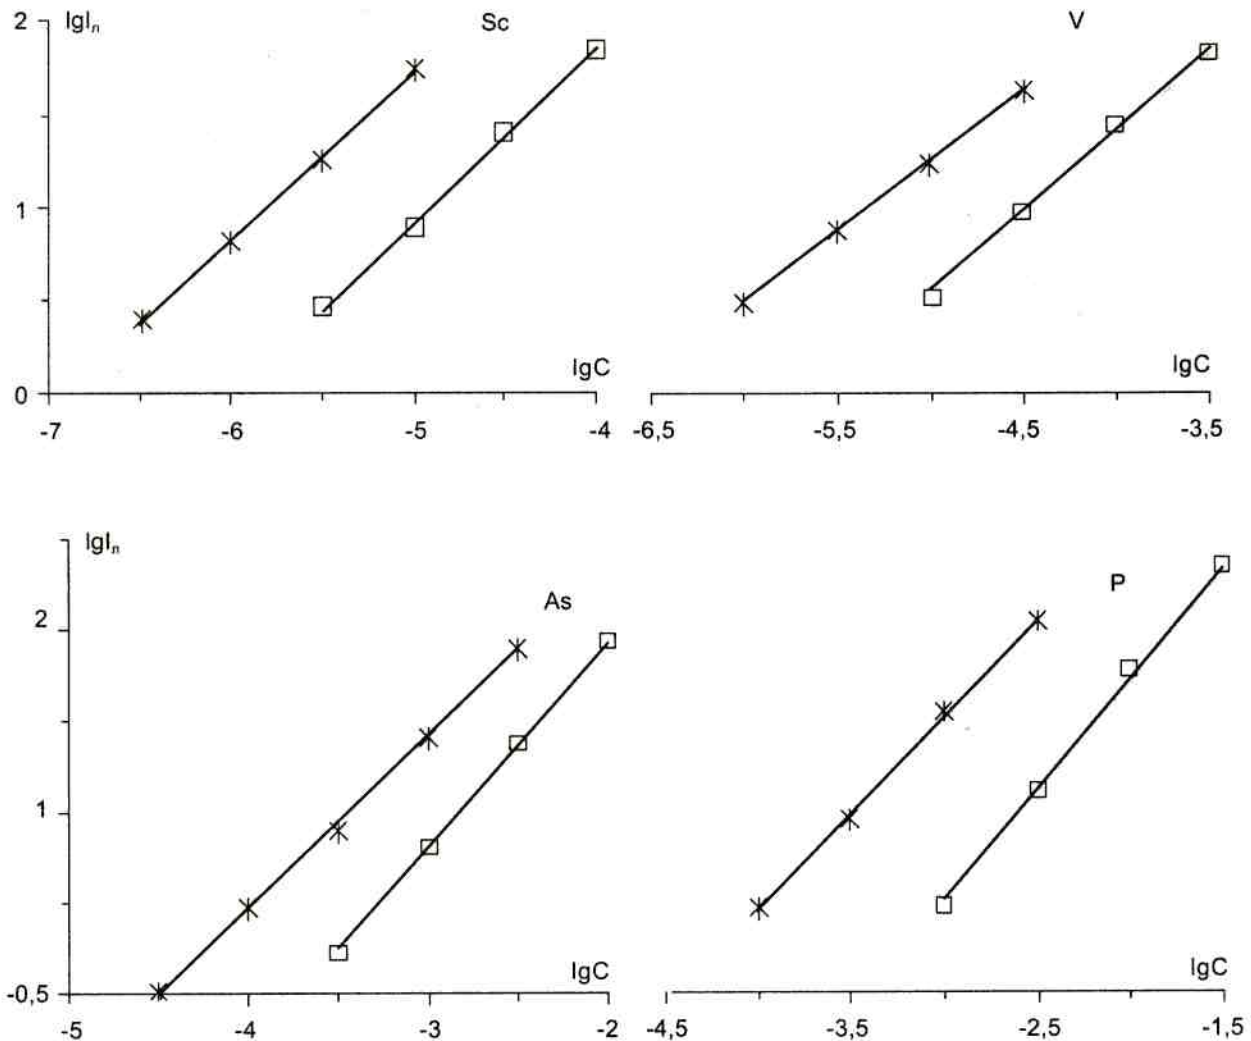 2 lgIₙ Sc V
1
0 lgC lgC
-7 -6 -5 -4 -6,5 -5,5 -4,5 -3,5
lgIₙ
2 As P
1
-0,5 lgC lgC
-5 -4 -3 -2 -4,5 -3,5 -2,5 -1,5